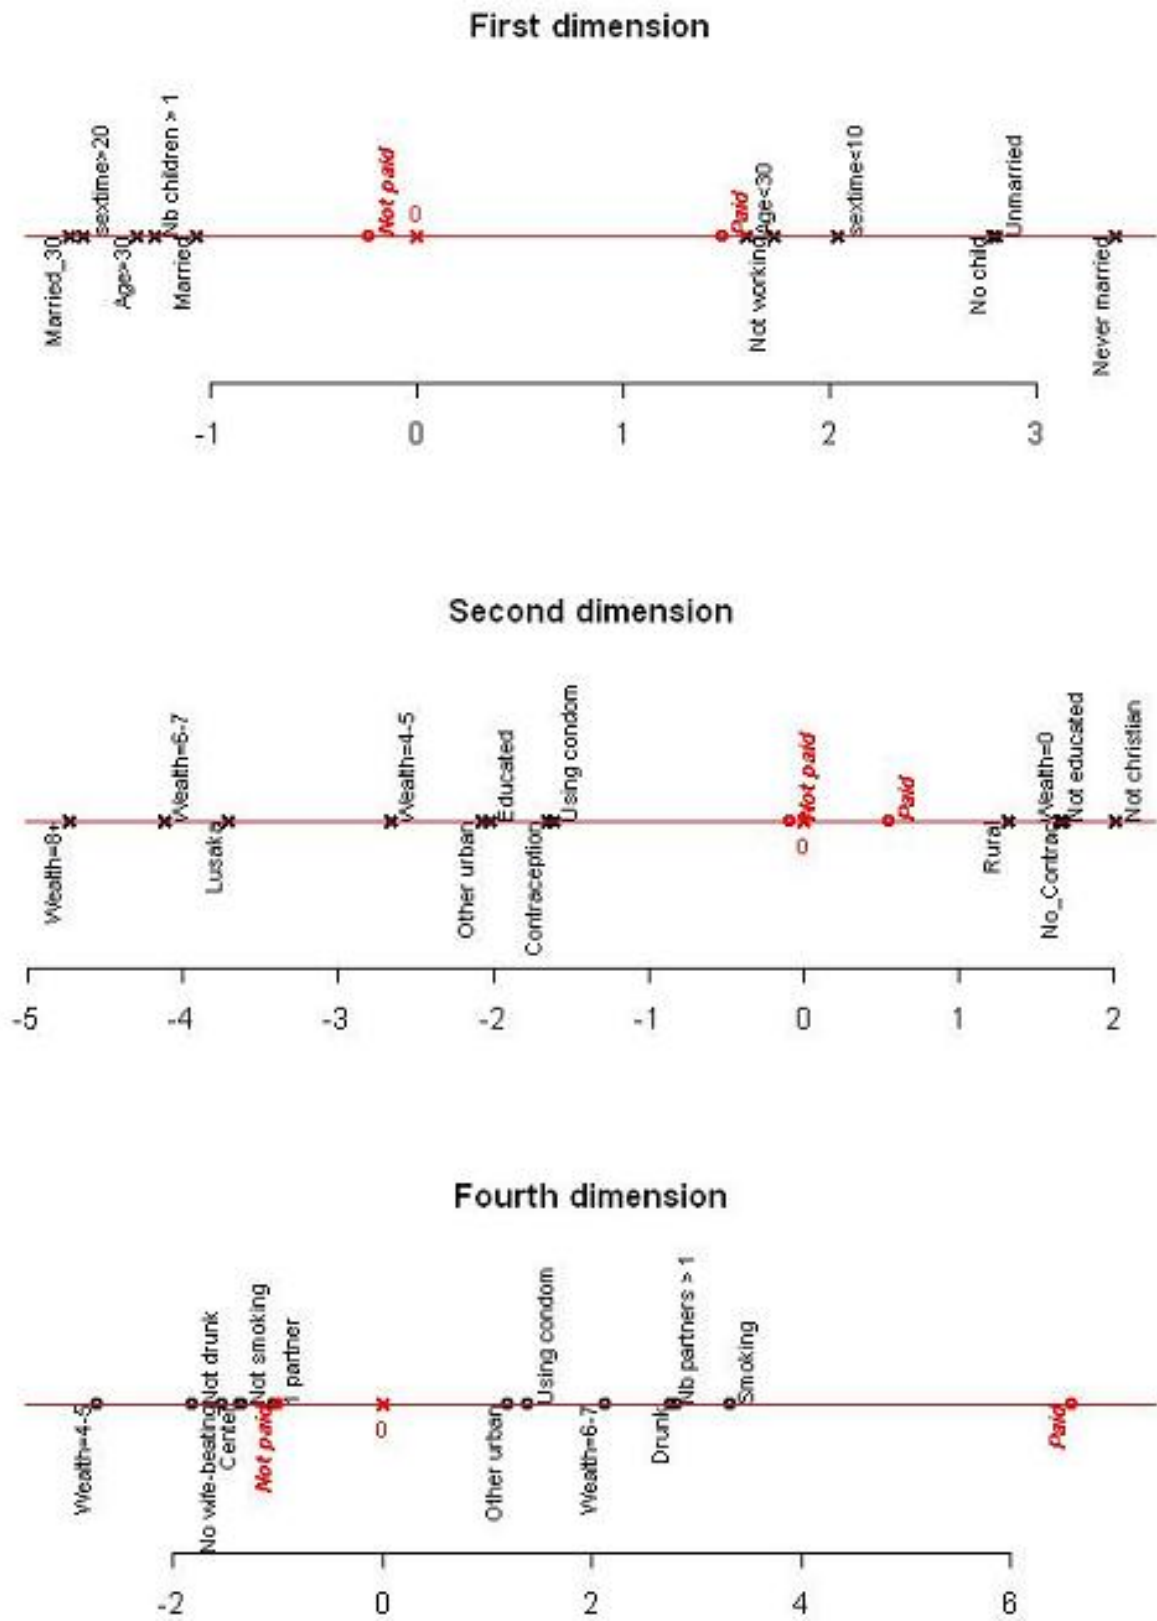 First dimension
Married_30
sextime>20
Age>30
Nb children > 1
Married
Not paid
0
Paid
Not working
Age<30
sextime<10
No child
Unmarried
Never married
-1 0 1 2 3
Second dimension
Wealth=8+
Wealth=6-7
Lusaka
Wealth=4-5
Other urban
Educated
Contraception
Using condom
Not paid
0
Paid
Rural
Wealth=0
No_Contrac
Not educated
Not christian
-5 -4 -3 -2 -1 0 1 2
Fourth dimension
Wealth=4-5
No wife-beating
Not drunk
Center
Not smoking
Not paid
1 partner
0
Other urban
Using condom
Wealth=6-7
Drunk
Nb partners > 1
Smoking
Paid
-2 0 2 4 6